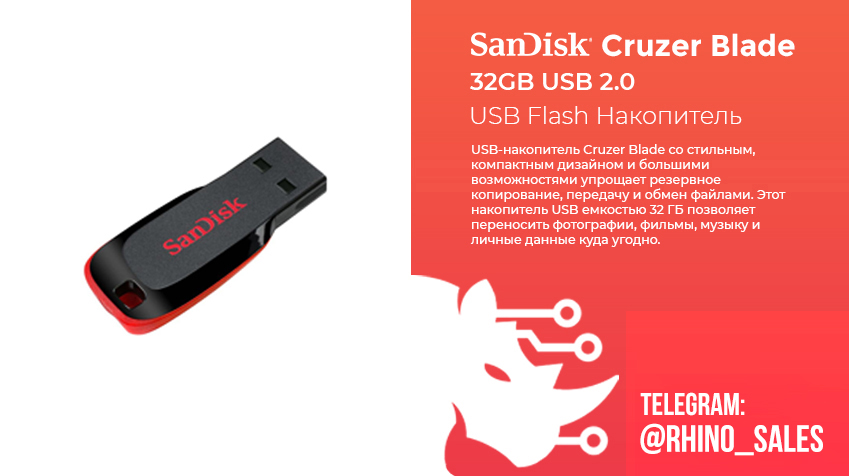 SanDisk
SanDisk® Cruzer Blade
32GB USB 2.0
USB Flash Накопитель
USB-накопитель Cruzer Blade со стильным,
компактным дизайном и большими
возможностями упрощает резервное
копирование, передачу и обмен файлами. Этот
накопитель USB емкостью 32 ГБ позволяет
переносить фотографии, фильмы, музыку и
личные данные куда угодно.
TELEGRAM:
@RHINO_SALES